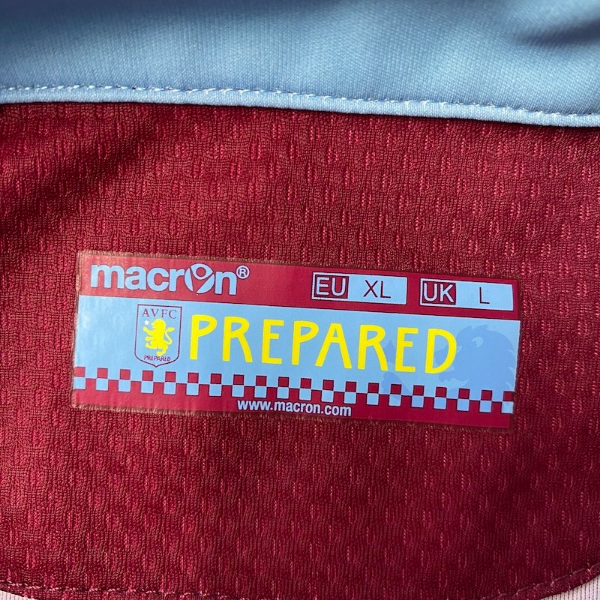 macron® EU XL UK L
AVFC
PREPARED
PREPARED
www.macron.com